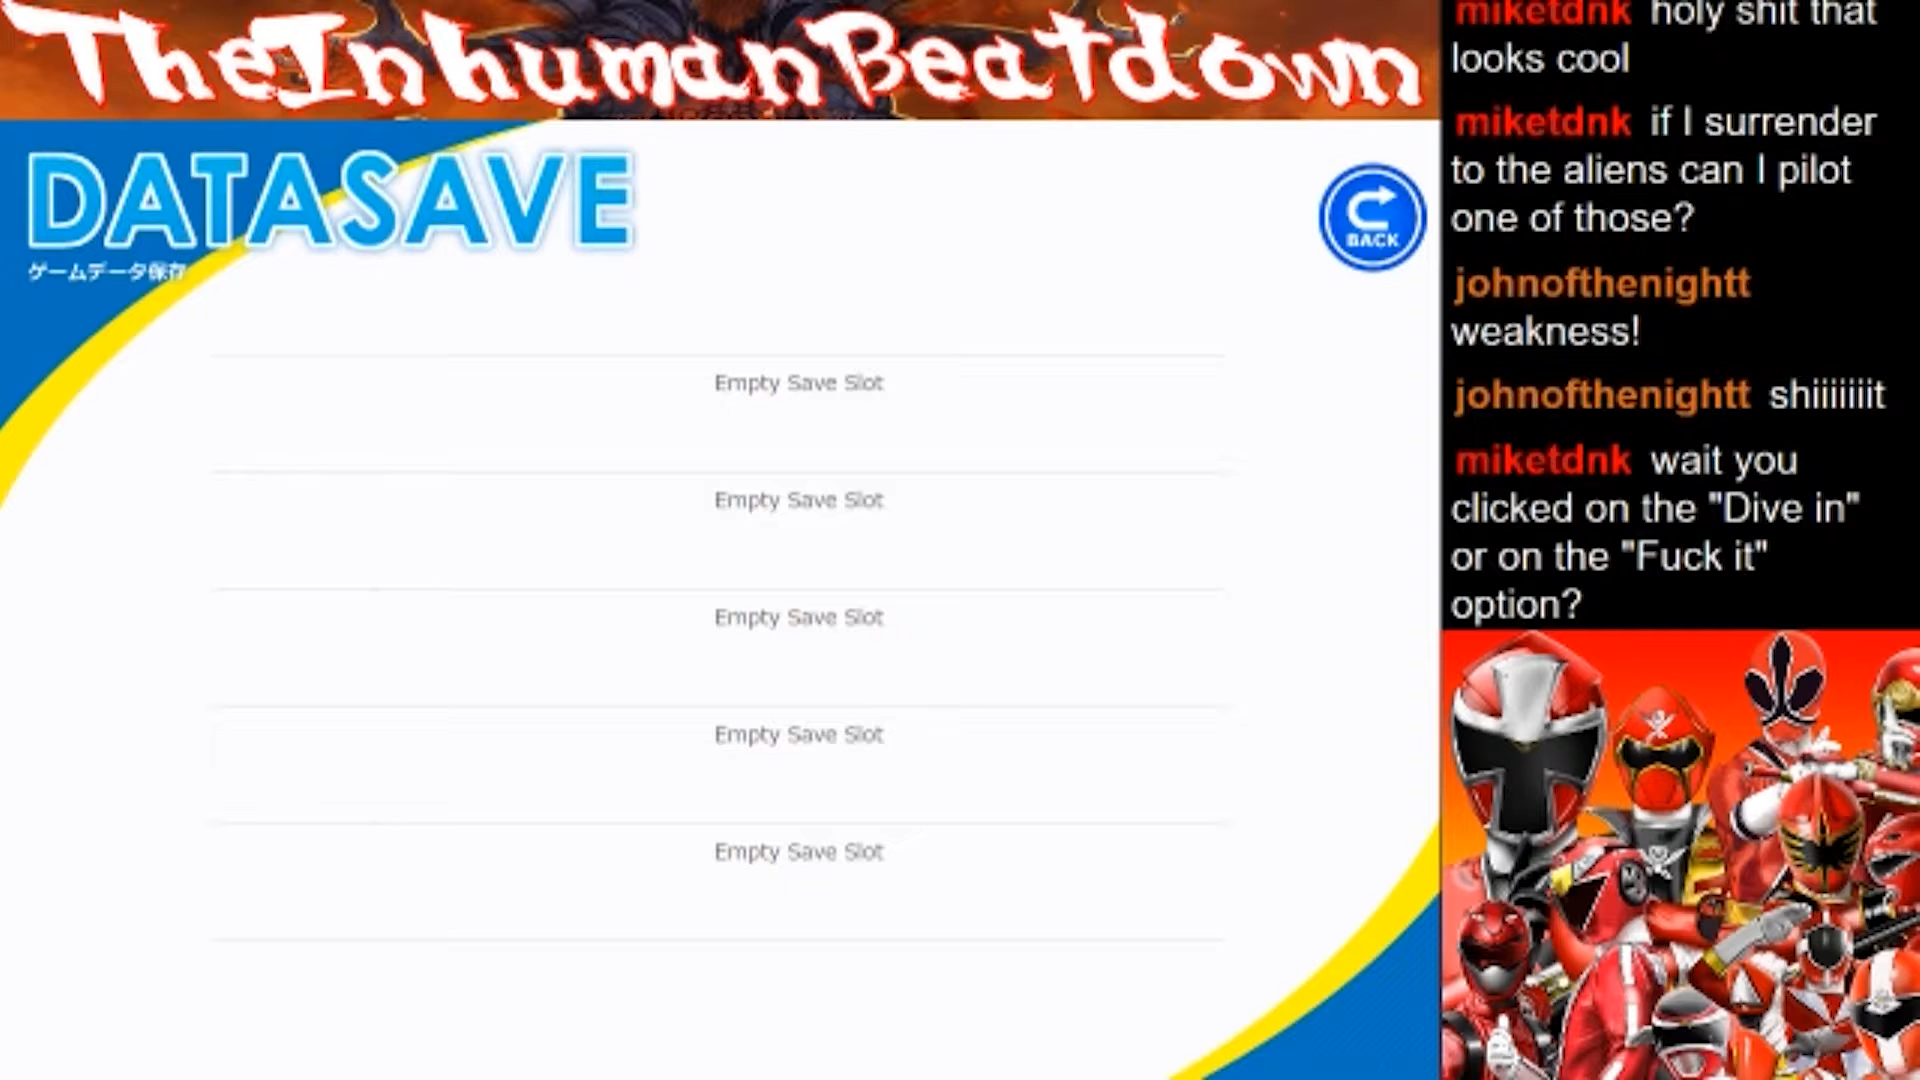 TheInhumanBeatdown
DATASAVE
ゲームデータ保存
BACK
Empty Save Slot
Empty Save Slot
Empty Save Slot
Empty Save Slot
Empty Save Slot
miketdnk holy shit that
looks cool
miketdnk if I surrender
to the aliens can I pilot
one of those?
johnofthenightt
weakness!
johnofthenightt shiiiiiiit
miketdnk wait you
clicked on the "Dive in"
or on the "Fuck it"
option?